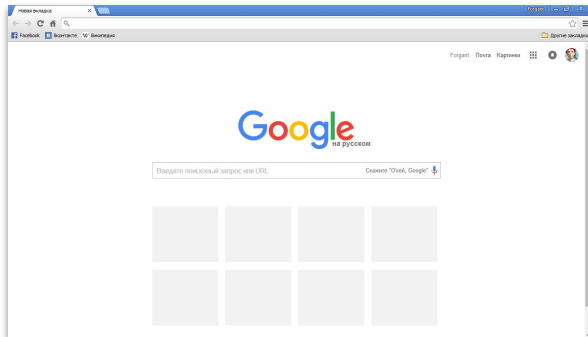 Новая вкладка
Forgant
Facebook Вконтакте W Википедия Другие закладки
Forgant Почта Картинки
Google
на русском
Введите поисковый запрос или URL Скажите "О'кей, Google"